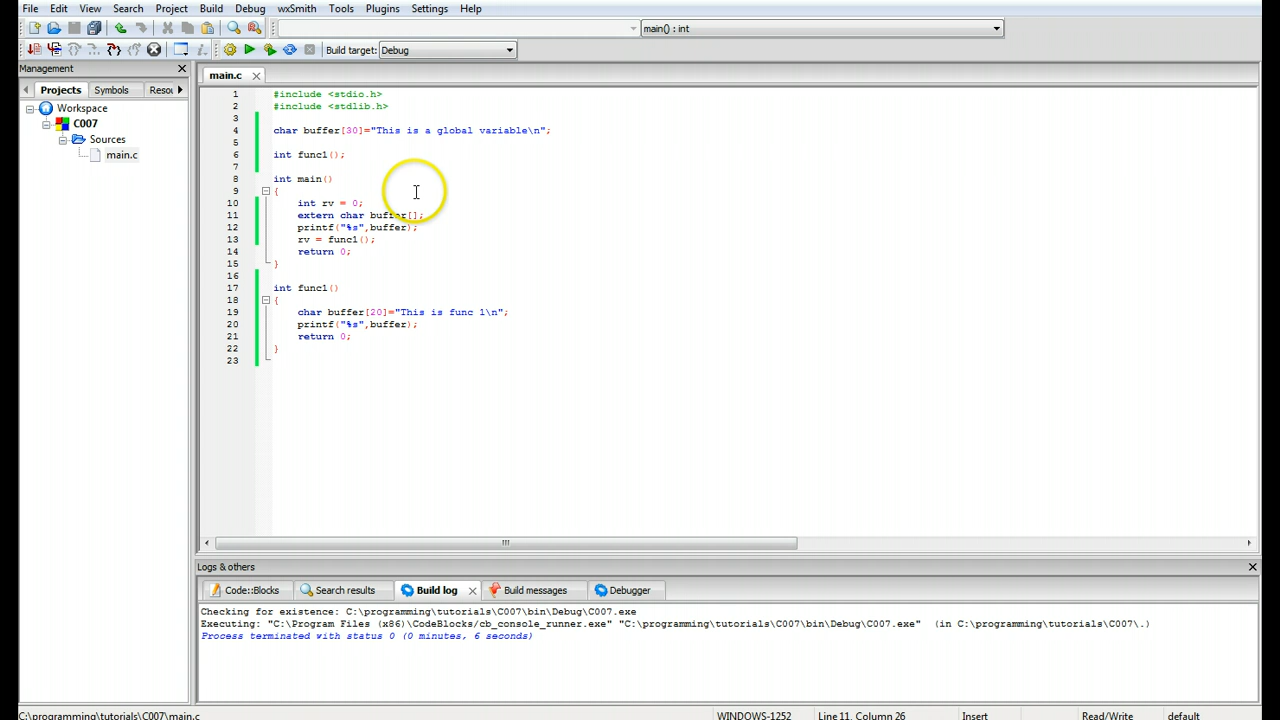 File Edit View Search Project Build Debug wxSmith Tools Plugins Settings Help
main() : int
Build target: Debug
Management
main.c
Projects Symbols Resou
Workspace
C007
Sources
main.c
1 #include <stdio.h>
2 #include <stdlib.h>
3
4 char buffer[30]="This is a global variable\n";
5
6 int func1();
7
8 int main()
9 {
10 int rv = 0;
11 extern char buffer[];
12 printf("%s",buffer);
13 rv = func1();
14 return 0;
15 }
16
17 int func1()
18 {
19 char buffer[20]="This is func 1\n";
20 printf("%s",buffer);
21 return 0;
22 }
23
Logs & others
Code::Blocks Search results Build log Build messages Debugger
Checking for existence: C:\programming\tutorials\C007\bin\Debug\C007.exe
Executing: "C:\Program Files (x86)\CodeBlocks/cb_console_runner.exe" "C:\programming\tutorials\C007\bin\Debug\C007.exe" (in C:\programming\tutorials\C007\.)
Process terminated with status 0 (0 minutes, 6 seconds)
C:\programming\tutorials\C007\main.c WINDOWS-1252 Line 11, Column 26 Insert Read/Write default